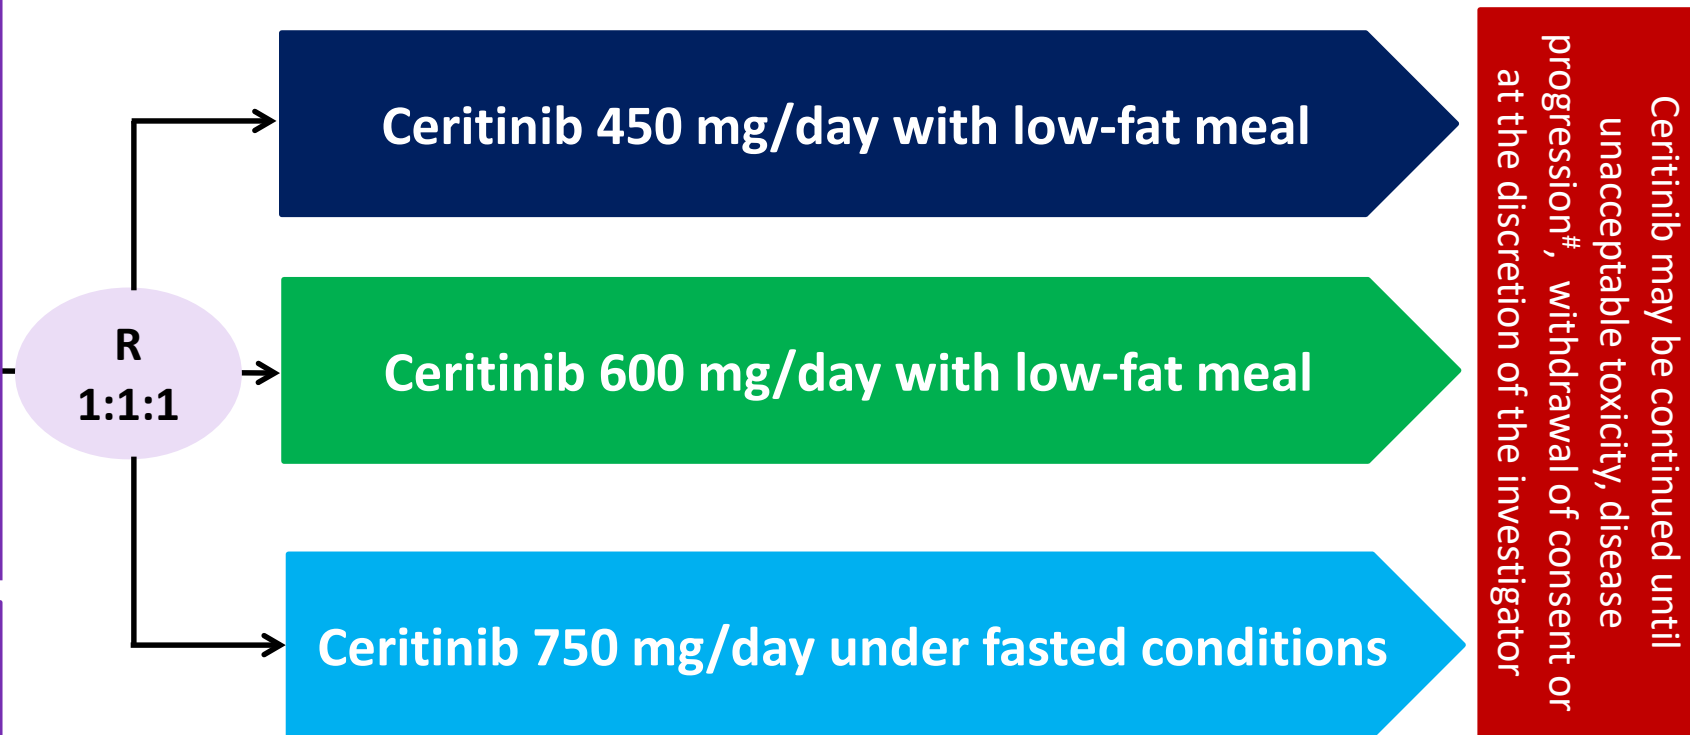 Ceritinib 450 mg/day with low-fat meal
R
1:1:1
Ceritinib 600 mg/day with low-fat meal
Ceritinib 750 mg/day under fasted conditions
Ceritinib may be continued until
unacceptable toxicity, disease
progression#, withdrawal of consent or
at the discretion of the investigator